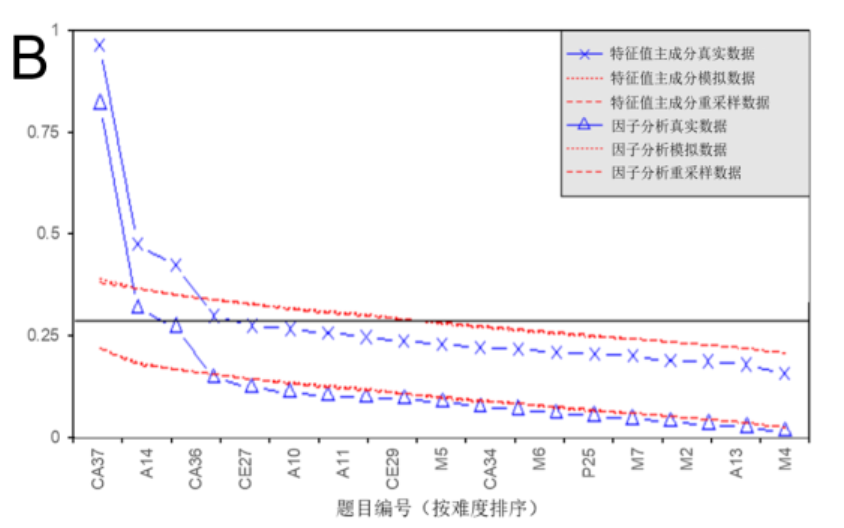 B
1
0.75
0.5
0.25
0
特征值主成分真实数据
特征值主成分模拟数据
特征值主成分重采样数据
因子分析真实数据
因子分析模拟数据
因子分析重采样数据
CA37
A14
CA36
CE27
A10
A11
CE29
M5
CA34
M6
P25
M7
M2
A13
M4
题目编号（按难度排序）